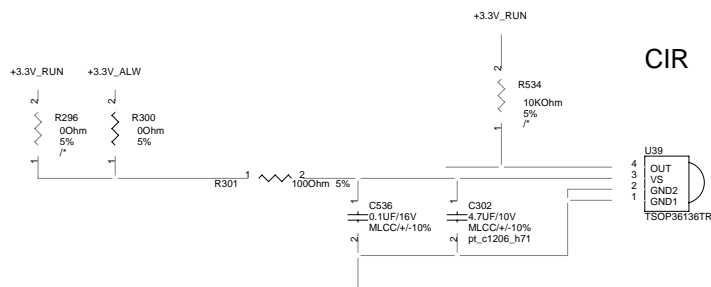 +3.3V_RUN
CIR
+3.3V_RUN
+3.3V_ALW
2
R534
10KOhm
5%
/*
1
2
R296
0Ohm
5%
/*
1
2
R300
0Ohm
5%
1
U39
4 OUT
3 VS
2 GND2
1 GND1
TSOP36136TR
R301
1
2
100Ohm 5%
1
C536
0.1UF/16V
MLCC/+/-10%
2
1
C302
4.7UF/10V
MLCC/+/-10%
pt_c1206_h71
2